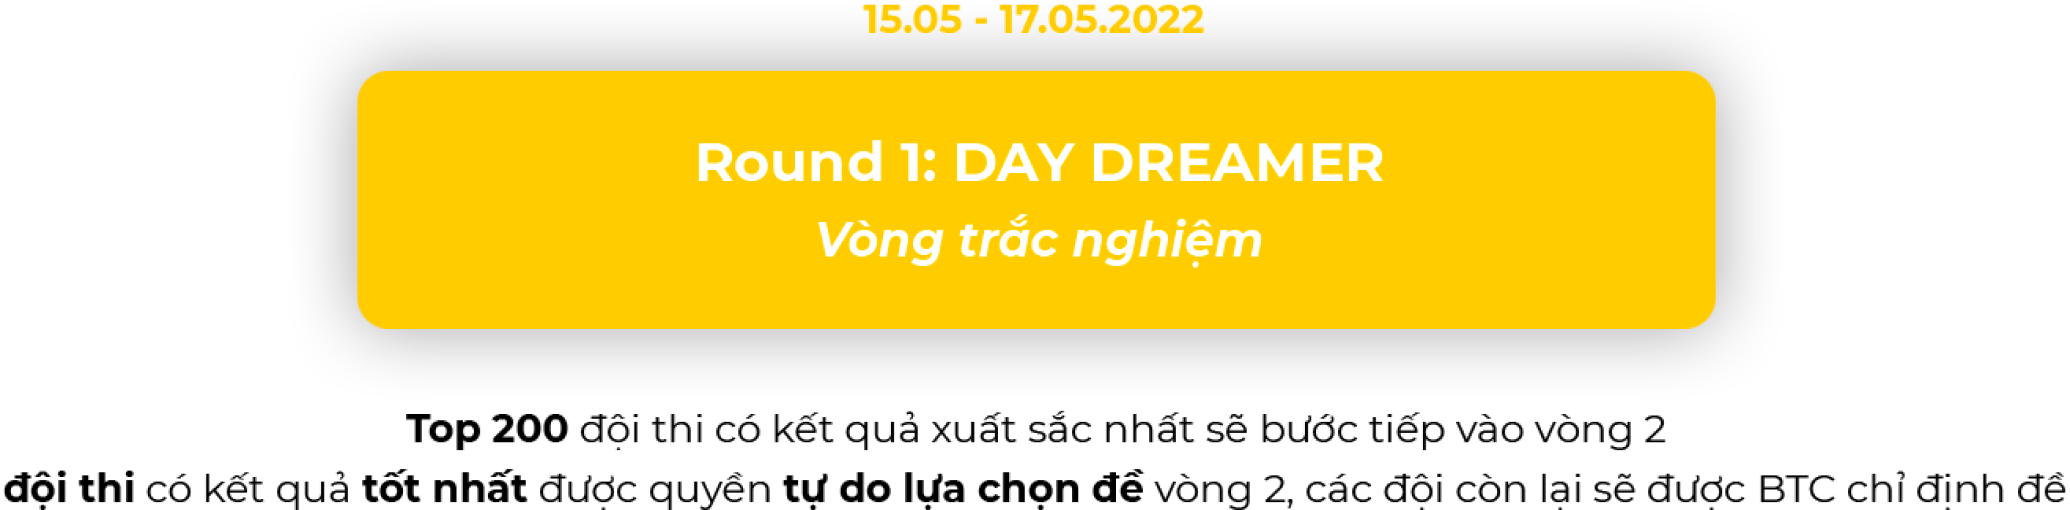 15.05 - 17.05.2022
Round 1: DAY DREAMER
Vòng trắc nghiệm
Top 200 đội thi có kết quả xuất sắc nhất sẽ bước tiếp vào vòng 2
đội thi có kết quả tốt nhất được quyền tự do lựa chọn đề vòng 2, các đội còn lại sẽ được BTC chỉ định đề